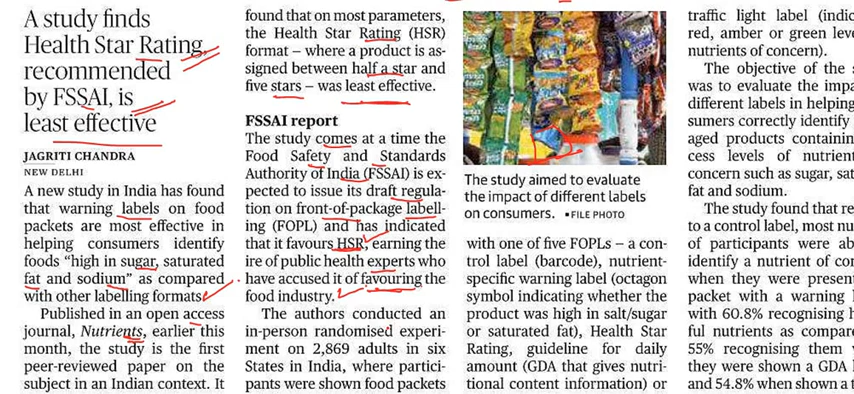 A study finds
Health Star Rating,
recommended
by FSSAI, is
least effective
JAGRITI CHANDRA
NEW DELHI
A new study in India has found
that warning labels on food
packets are most effective in
helping consumers identify
foods “high in sugar, saturated
fat and sodium” as compared
with other labelling formats.
Published in an open access
journal, Nutrients, earlier this
month, the study is the first
peer-reviewed paper on the
subject in an Indian context. It
found that on most parameters,
the Health Star Rating (HSR)
format – where a product is as-
signed between half a star and
five stars – was least effective.
FSSAI report
The study comes at a time the
Food Safety and Standards
Authority of India (FSSAI) is ex-
pected to issue its draft regula-
tion on front-of-package labell-
ing (FOPL) and has indicated
that it favours HSR, earning the
ire of public health experts who
have accused it of favouring the
food industry.
The authors conducted an
in-person randomised experi-
ment on 2,869 adults in six
States in India, where partici-
pants were shown food packets
The study aimed to evaluate
the impact of different labels
on consumers. ▪FILE PHOTO
with one of five FOPLs – a con-
trol label (barcode), nutrient-
specific warning label (octagon
symbol indicating whether the
product was high in salt/sugar
or saturated fat), Health Star
Rating, guideline for daily
amount (GDA that gives nutri-
tional content information) or
traffic light label (indic
red, amber or green leve
nutrients of concern).
The objective of the s
was to evaluate the impa
different labels in helping
sumers correctly identify
aged products containin
cess levels of nutrient
concern such as sugar, sat
fat and sodium.
The study found that re
to a control label, most nu
of participants were ab
identify a nutrient of con
when they were present
packet with a warning l
with 60.8% recognising h
ful nutrients as compare
55% recognising them
they were shown a GDA l
and 54.8% when shown a t